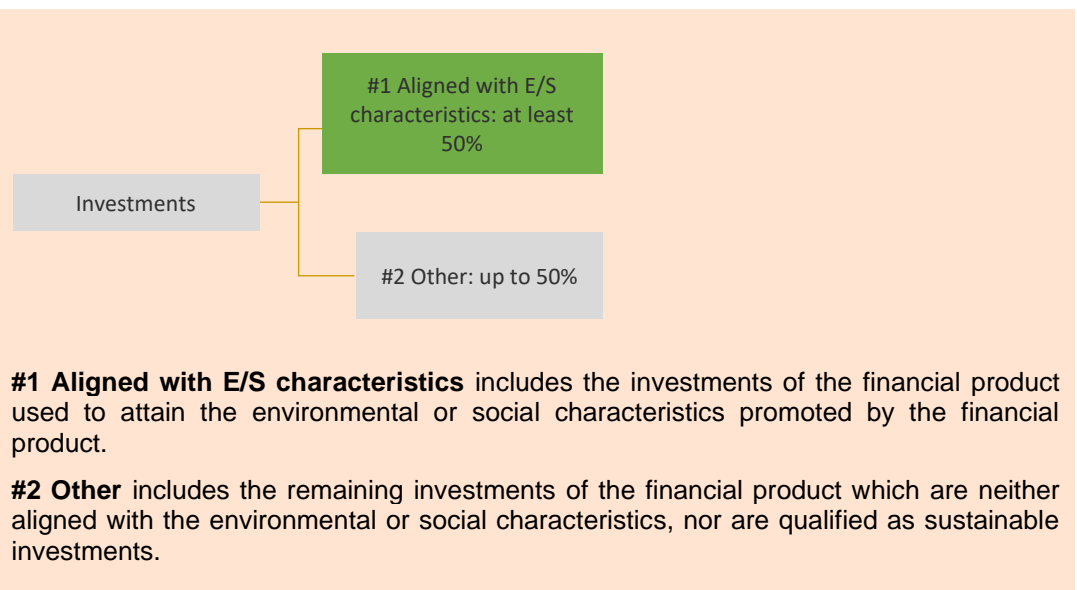 #1 Aligned with E/S
characteristics: at least
50%
Investments
#2 Other: up to 50%
#1 Aligned with E/S characteristics includes the investments of the financial product
used to attain the environmental or social characteristics promoted by the financial
product.
#2 Other includes the remaining investments of the financial product which are neither
aligned with the environmental or social characteristics, nor are qualified as sustainable
investments.